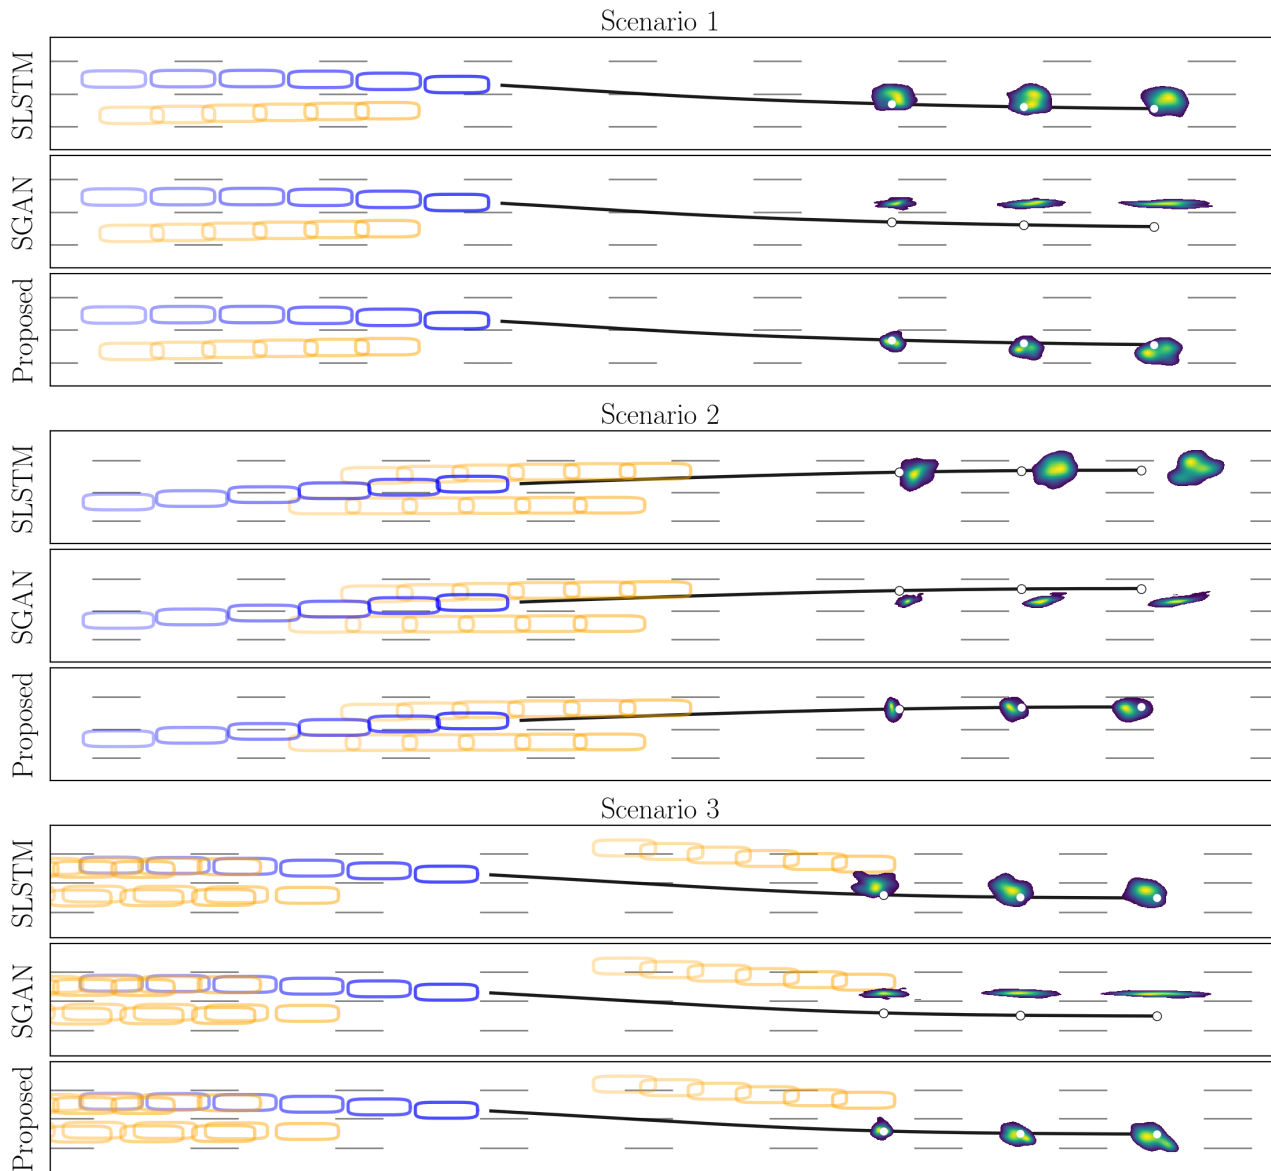 Scenario 1
SLSTM
SGAN
Proposed
Scenario 2
SLSTM
SGAN
Proposed
Scenario 3
SLSTM
SGAN
Proposed